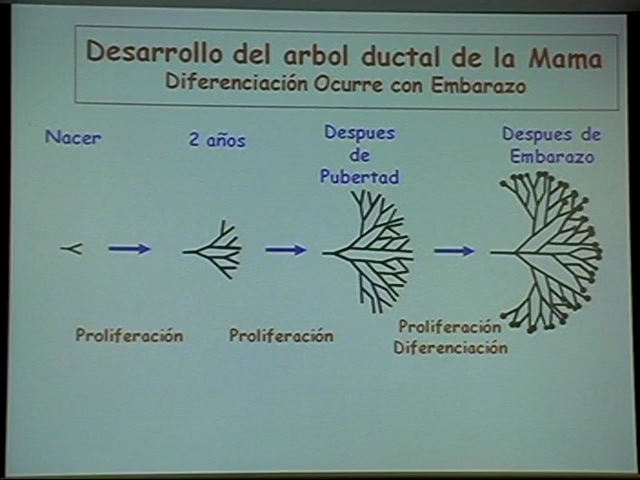 Desarrollo del arbol ductal de la Mama
Diferenciación Ocurre con Embarazo
Nacer
2 años
Despues
de
Pubertad
Despues de
Embarazo
Proliferación
Proliferación
Proliferación
Diferenciación